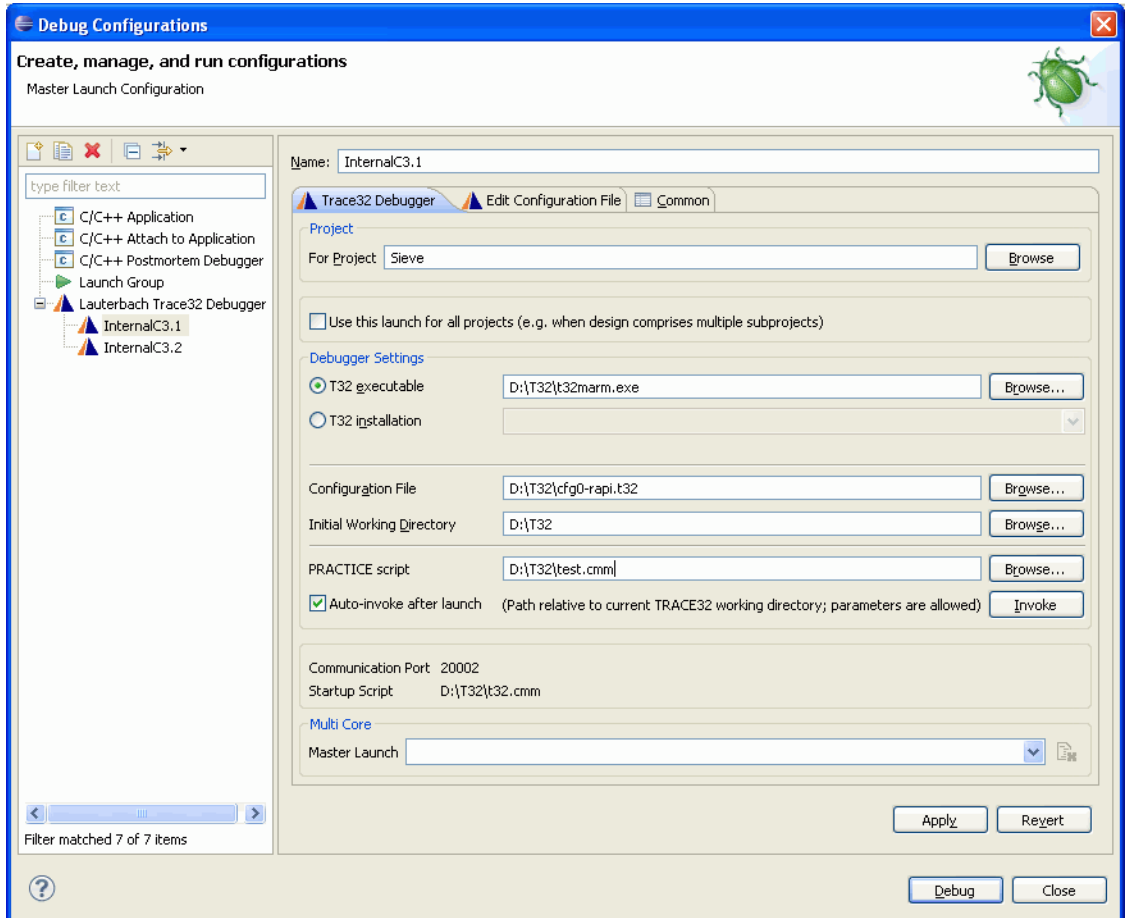 Debug Configurations
Create, manage, and run configurations
Master Launch Configuration
type filter text
C/C++ Application
C/C++ Attach to Application
C/C++ Postmortem Debugger
Launch Group
Lauterbach Trace32 Debugger
InternalC3.1
InternalC3.2
Filter matched 7 of 7 items
Name: InternalC3.1
Trace32 Debugger Edit Configuration File Common
Project
For Project Sieve Browse
Use this launch for all projects (e.g. when design comprises multiple subprojects)
Debugger Settings
T32 executable D:\T32\t32marm.exe Browse...
T32 installation
Configuration File D:\T32\cfg0-rapi.t32 Browse...
Initial Working Directory D:\T32 Browse...
PRACTICE script D:\T32\test.cmm Browse...
Auto-invoke after launch (Path relative to current TRACE32 working directory; parameters are allowed) Invoke
Communication Port 20002
Startup Script D:\T32\t32.cmm
Multi Core
Master Launch
Apply Revert
Debug Close